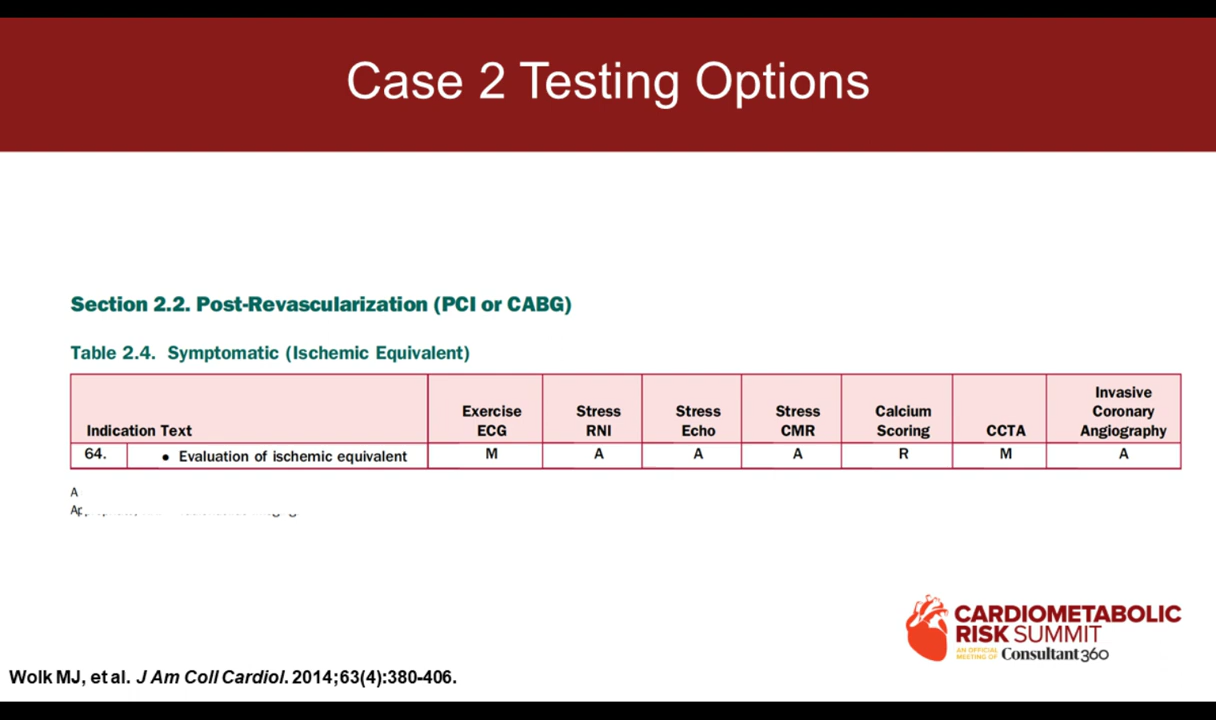 Case 2 Testing Options
Section 2.2. Post-Revascularization (PCI or CABG)
Table 2.4. Symptomatic (Ischemic Equivalent)
Indication Text
Exercise ECG
Stress RNI
Stress Echo
Stress CMR
Calcium Scoring
CCTA
Invasive Coronary Angiography
64. • Evaluation of ischemic equivalent M A A A R M A
A
CARDIOMETABOLIC
RISK SUMMIT
AN OFFICIAL MEETING OF Consultant360
Wolk MJ, et al. J Am Coll Cardiol. 2014;63(4):380-406.